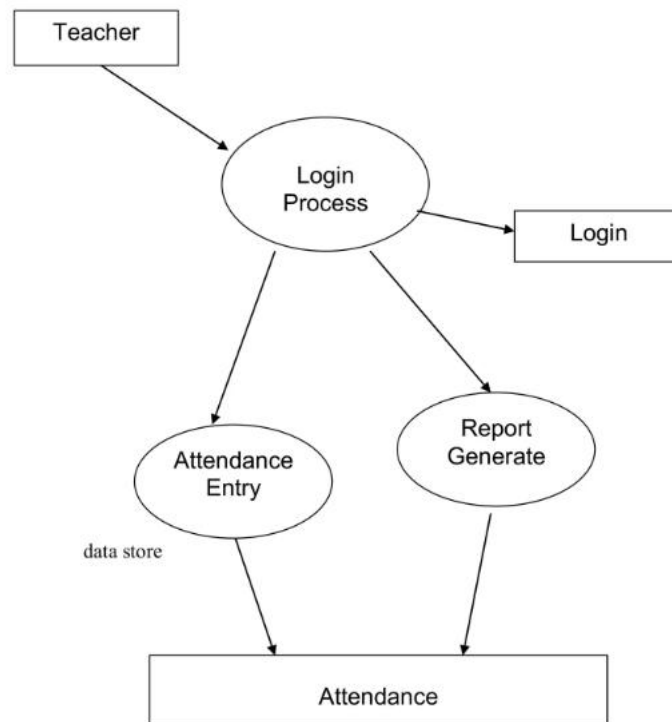 Teacher
Login
Process
Login
Report
Generate
Attendance
Entry
data store
Attendance